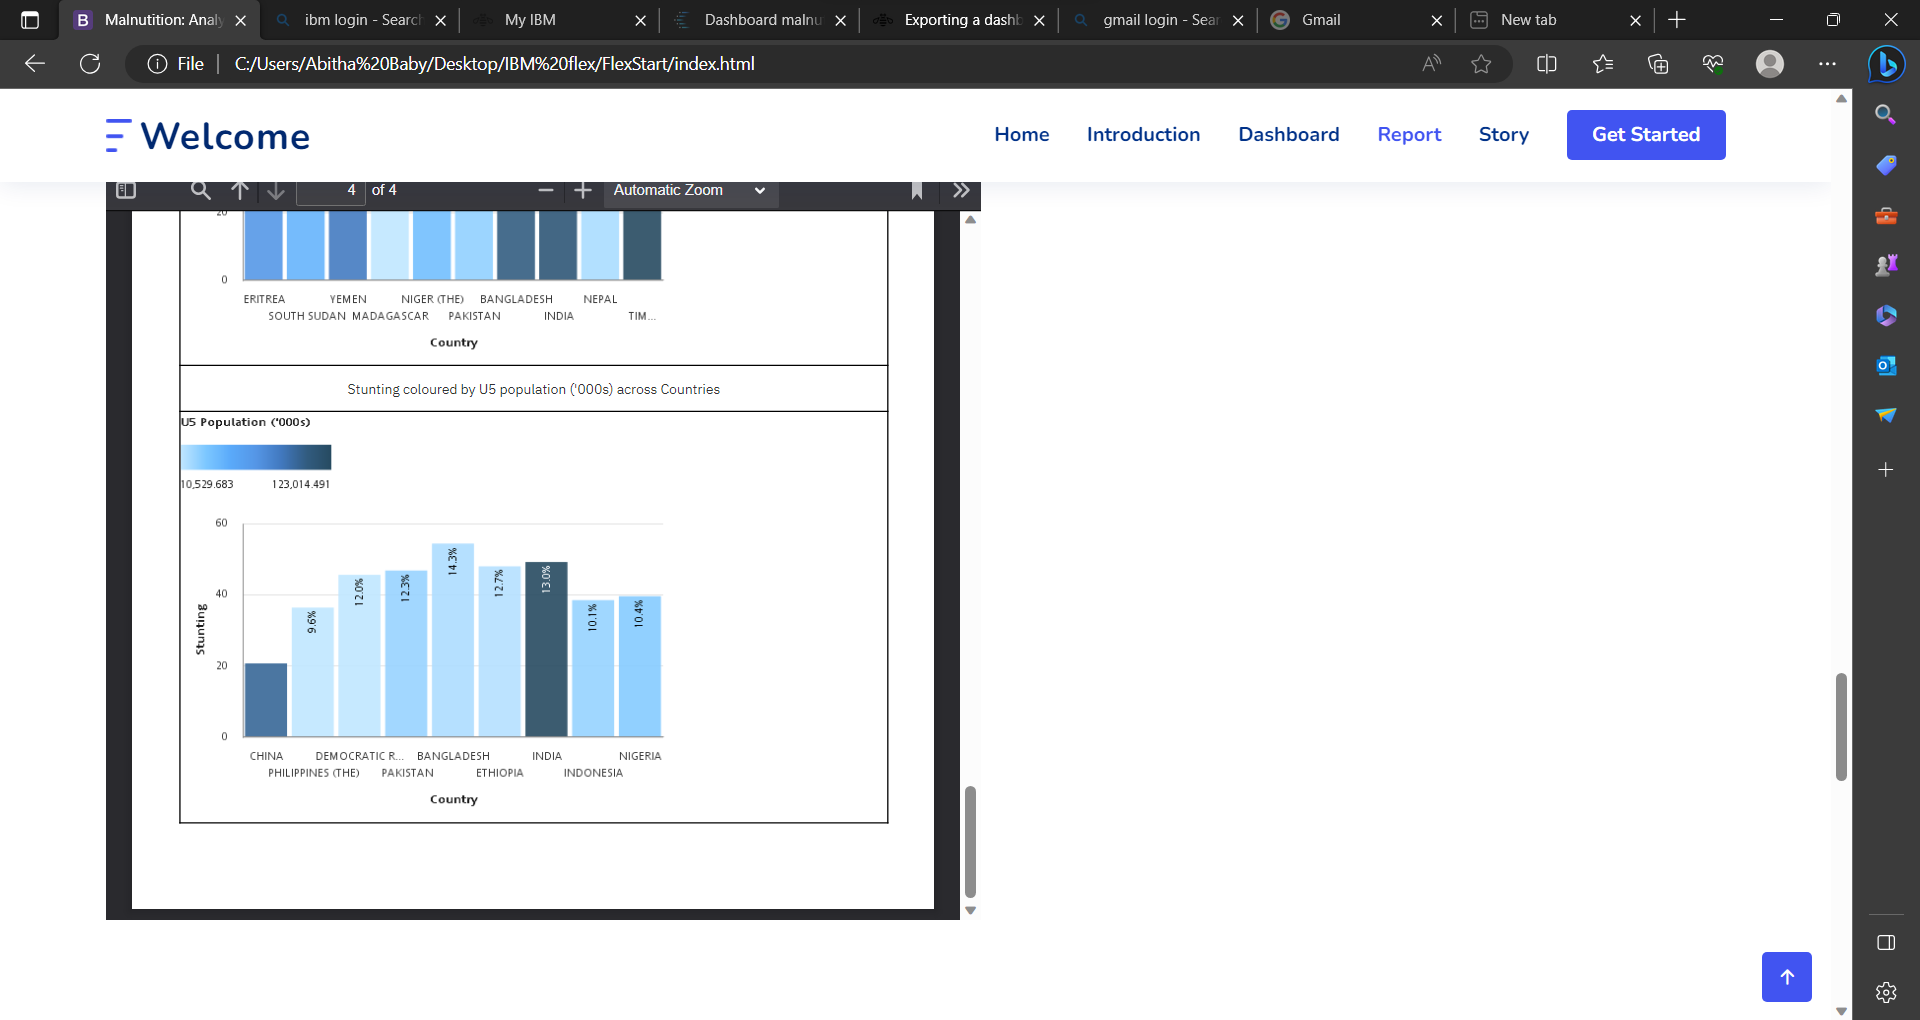 Malnutition: Analy
ibm login - Search
My IBM
Dashboard malnu
Exporting a dashb
gmail login - Sear
Gmail
New tab
File
C:/Users/Abitha%20Baby/Desktop/IBM%20flex/FlexStart/index.html
Welcome
Home Introduction Dashboard Report Story Get Started
4 of 4 Automatic Zoom
20
0
ERITREA YEMEN NIGER (THE) BANGLADESH NEPAL
SOUTH SUDAN MADAGASCAR PAKISTAN INDIA TIM...
Country
Stunting coloured by U5 population ('000s) across Countries
U5 Population ('000s)
10,529.683 123,014.491
60
40
20
0
Stunting
9.6%
12.0%
12.3%
14.3%
12.7%
13.0%
10.1%
10.4%
CHINA DEMOCRATIC R... BANGLADESH INDIA NIGERIA
PHILIPPINES (THE) PAKISTAN ETHIOPIA INDONESIA
Country